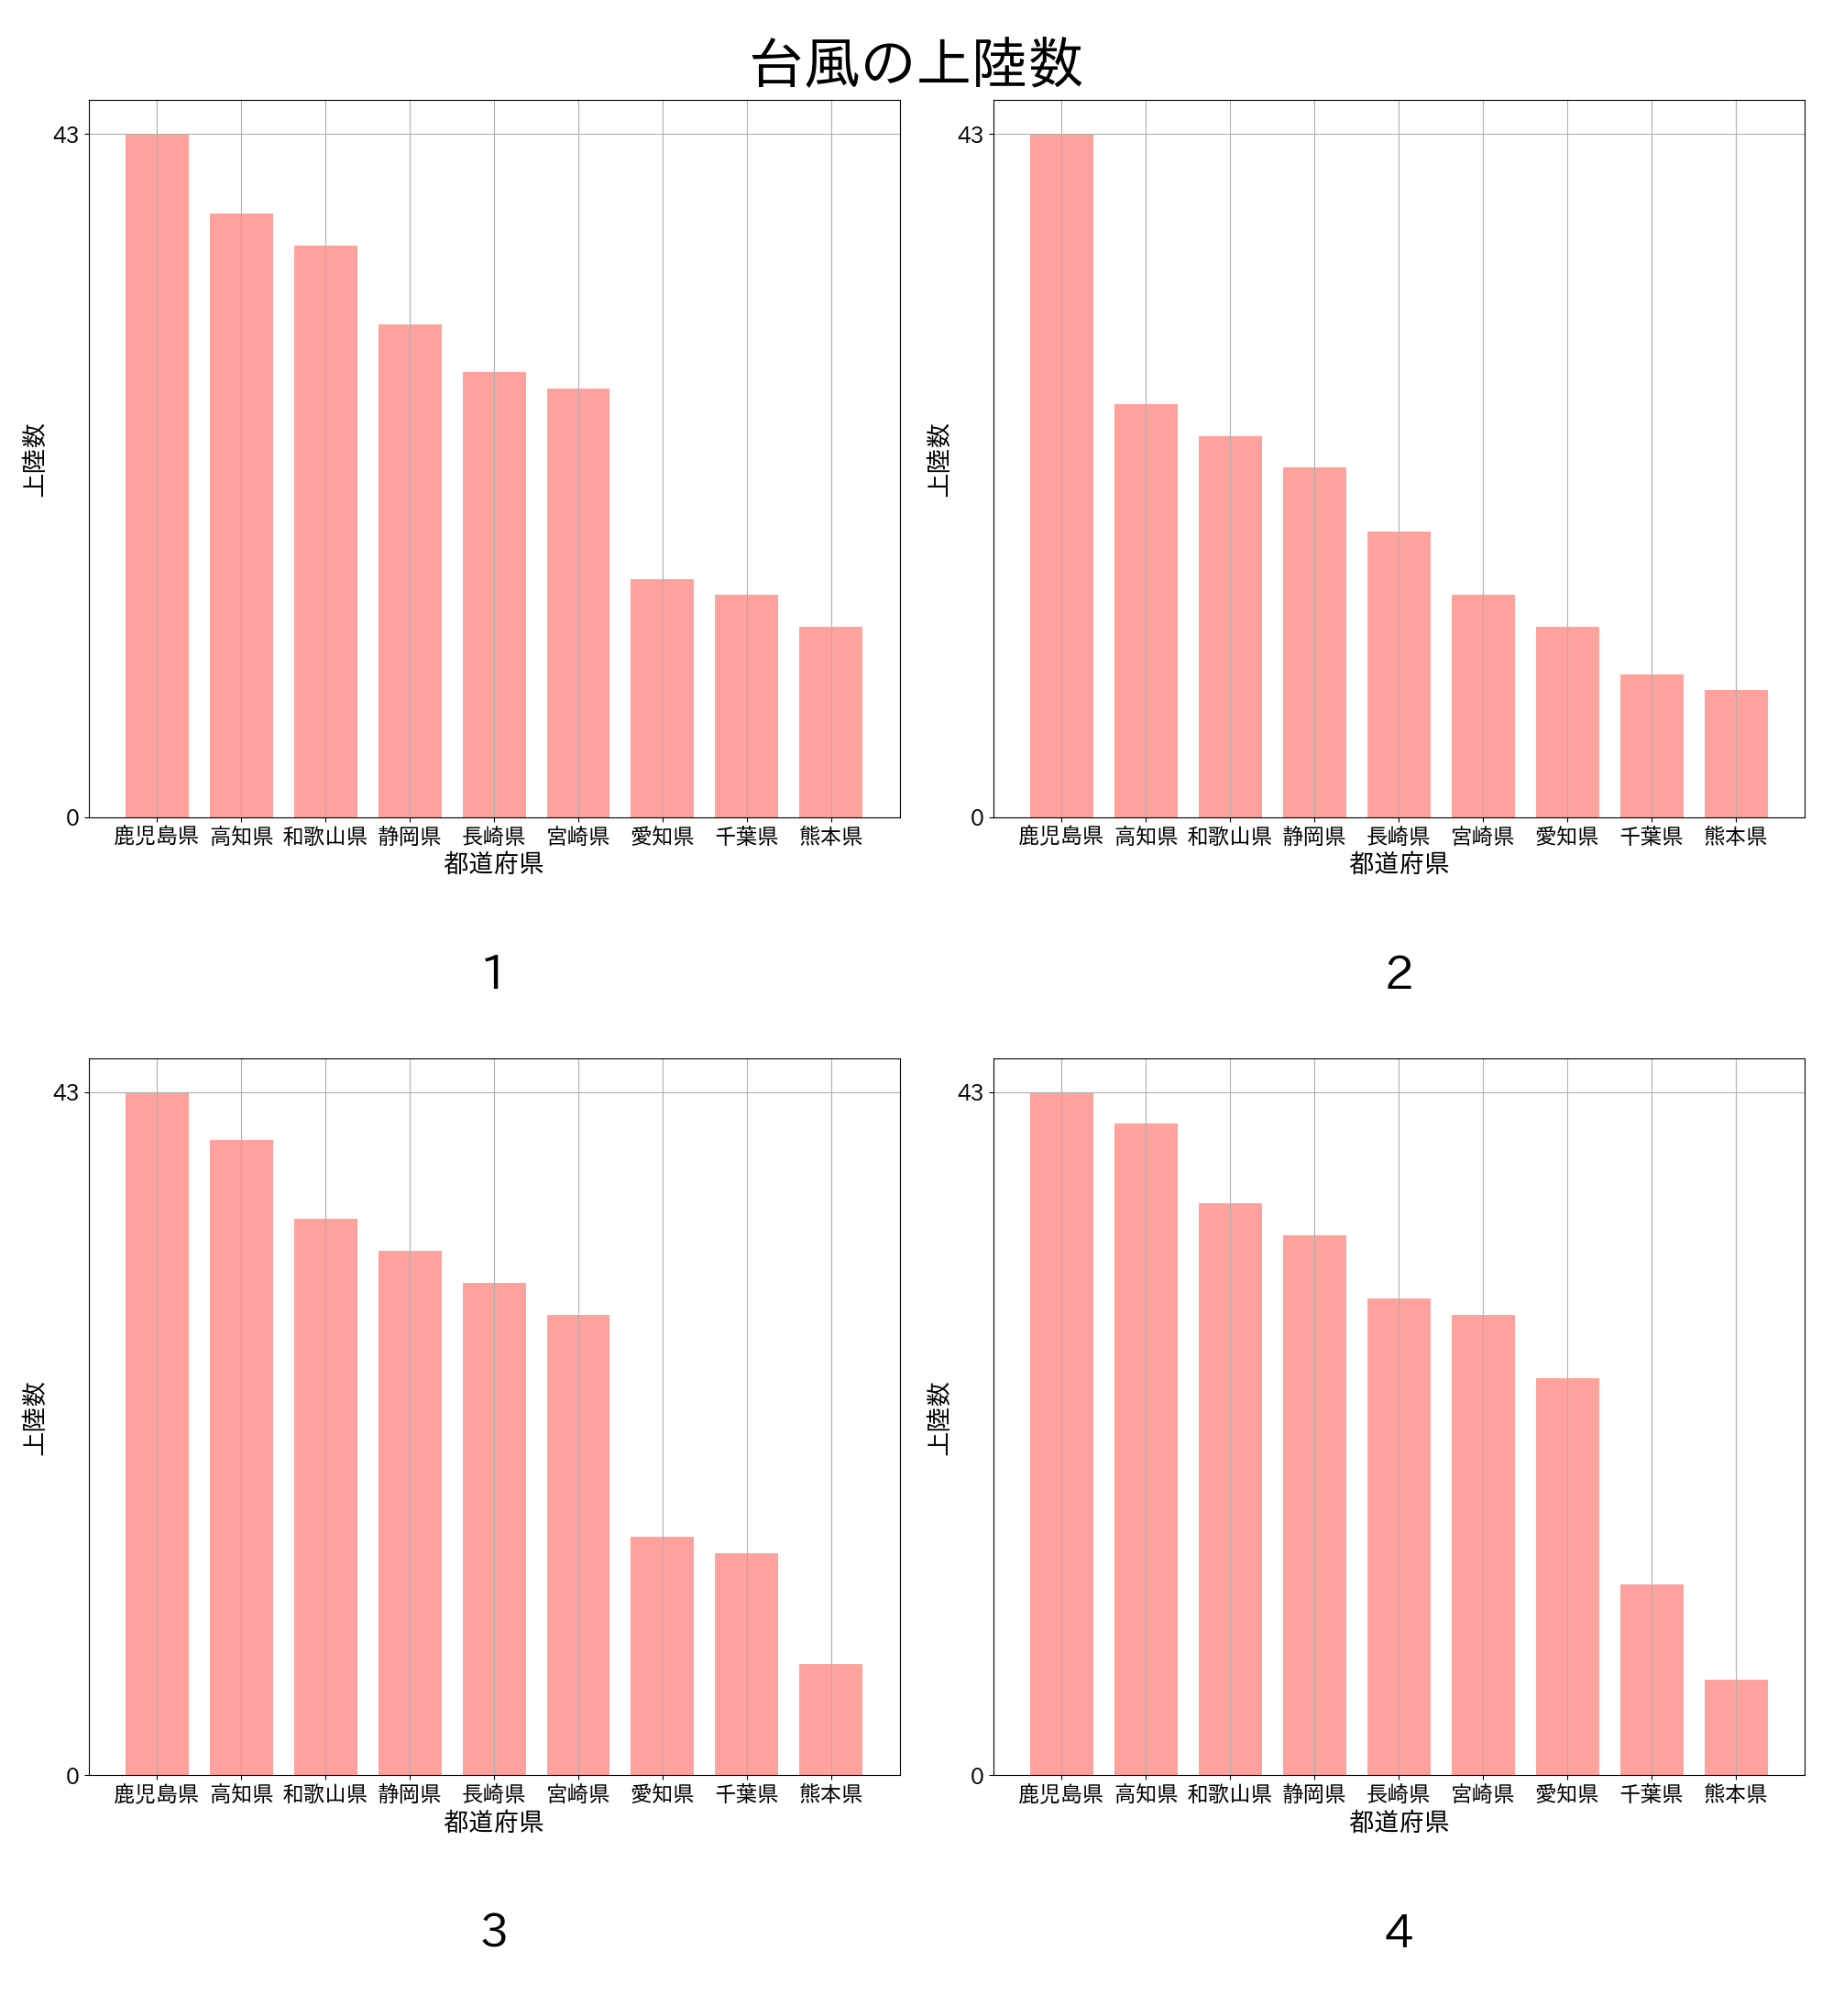 台風の上陸数
43
0
上陸数
鹿児島県 高知県 和歌山県 静岡県 長崎県 宮崎県 愛知県 千葉県 熊本県
都道府県
1
43
0
上陸数
鹿児島県 高知県 和歌山県 静岡県 長崎県 宮崎県 愛知県 千葉県 熊本県
都道府県
2
43
0
上陸数
鹿児島県 高知県 和歌山県 静岡県 長崎県 宮崎県 愛知県 千葉県 熊本県
都道府県
3
43
0
上陸数
鹿児島県 高知県 和歌山県 静岡県 長崎県 宮崎県 愛知県 千葉県 熊本県
都道府県
4